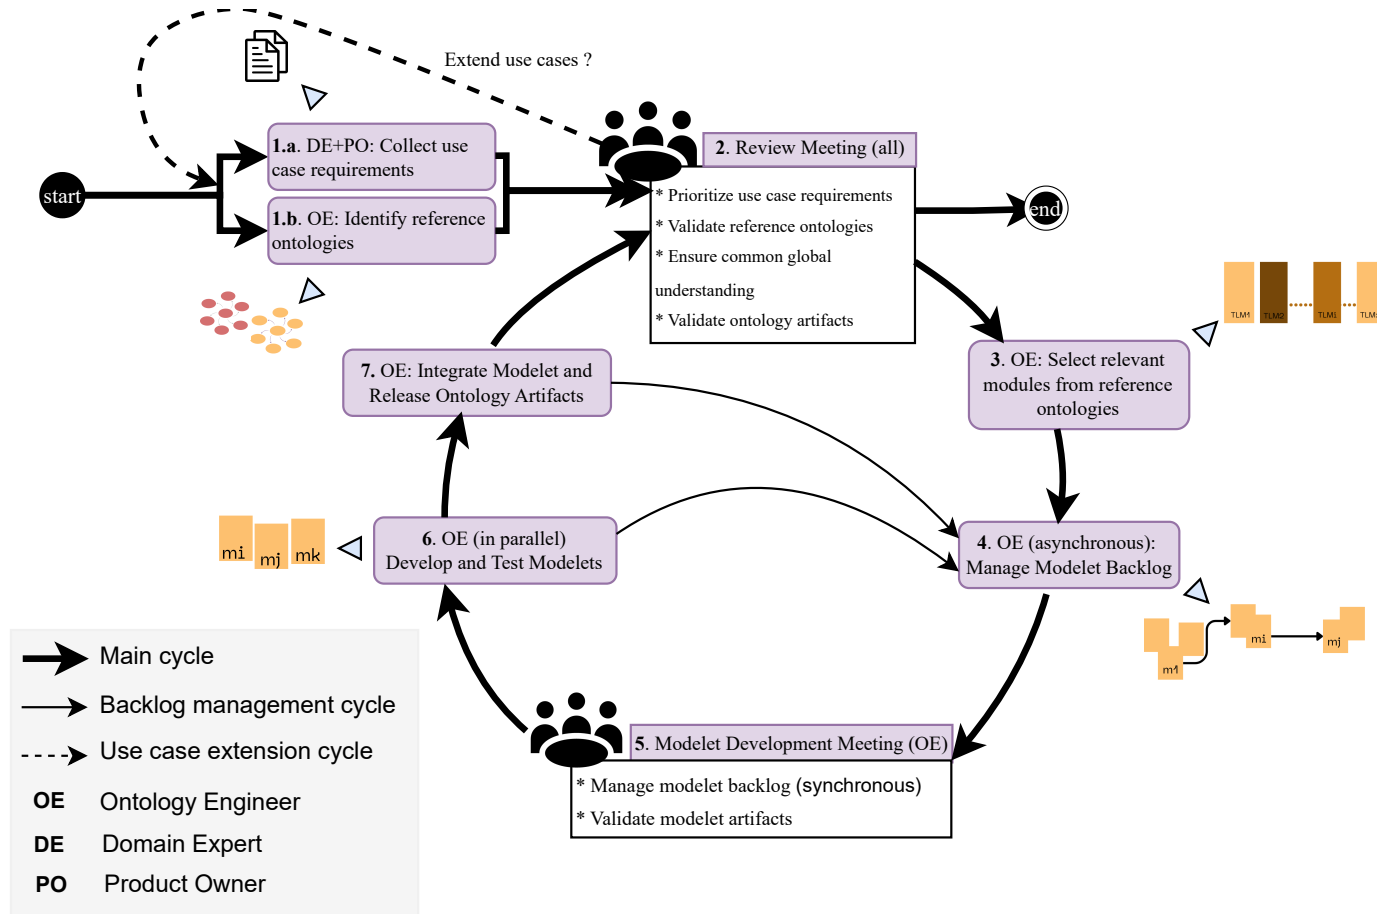 Extend use cases ?
start
1.a. DE+PO: Collect use
case requirements
1.b. OE: Identify reference
ontologies
2. Review Meeting (all)
* Prioritize use case requirements
* Validate reference ontologies
* Ensure common global
understanding
* Validate ontology artifacts
end
TLM1
TLM2
TLMi
3. OE: Select relevant
modules from reference
ontologies
7. OE: Integrate Modelet and
Release Ontology Artifacts
6. OE (in parallel)
Develop and Test Modelets
mi
mj
mk
4. OE (asynchronous):
Manage Modelet Backlog
m1
mi
mj
5. Modelet Development Meeting (OE)
* Manage modelet backlog (synchronous)
* Validate modelet artifacts
Main cycle
Backlog management cycle
Use case extension cycle
OE Ontology Engineer
DE Domain Expert
PO Product Owner